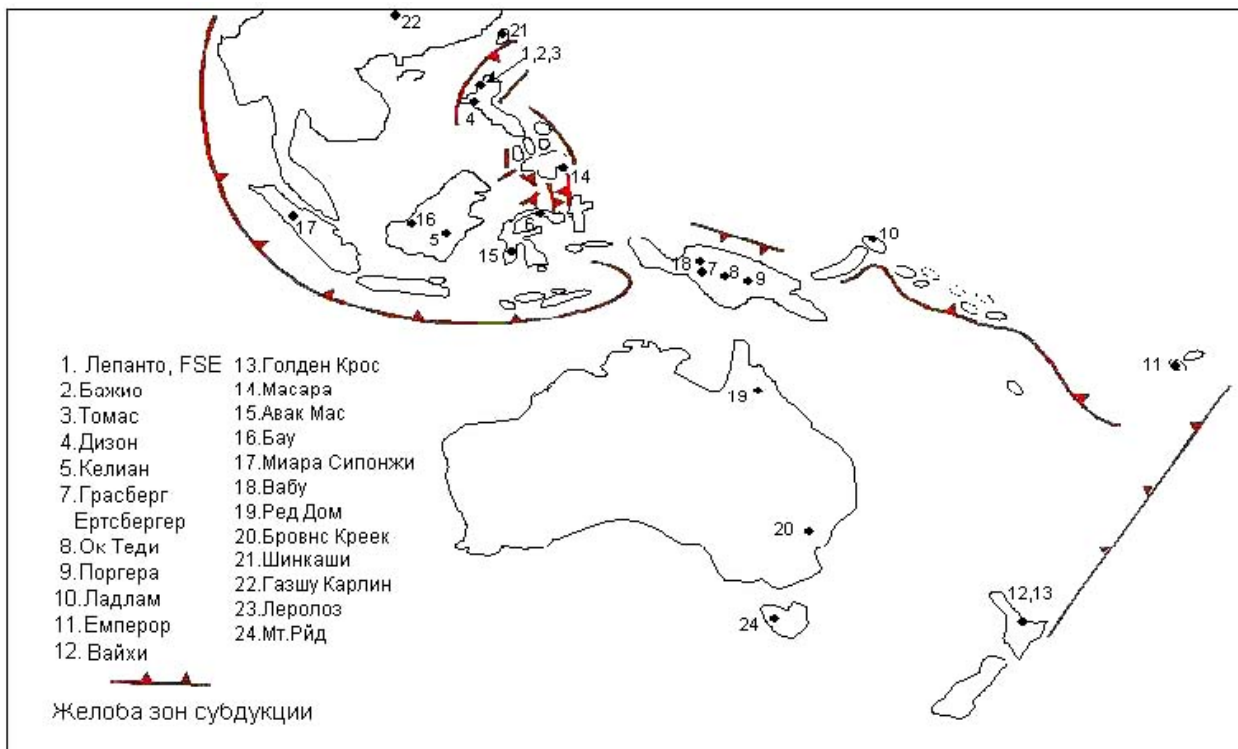 22
21
1,2,3
4
14
16
17
5
6
15
10
18
7
8
9
11
19
20
12,13
24
1. Лепанто, FSE
2.Бажио
3.Томас
4.Дизон
5.Келиан
7.Грасберг
Ертсбергер
8.Ок Теди
9.Поргера
10.Ладлам
11.Емперор
12. Вайхи
13.Голден Крос
14.Масара
15.Авак Мас
16.Бау
17.Миара Сипонжи
18.Вабу
19.Ред Дом
20.Бровнс Креек
21.Шинкаши
22.Газшу Карлин
23.Леролоз
24.Мт.Рйд
Желоба зон субдукции